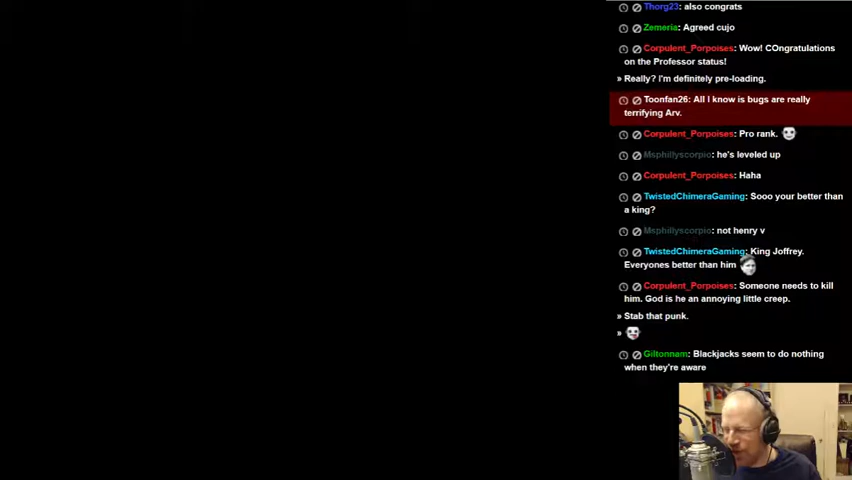 Thorg23: also congrats
Zemeria: Agreed cujo
Corpulent_Porpoises: Wow! COngratulations
on the Professor status!
» Really? I'm definitely pre-loading.
Toonfan26: All I know is bugs are really
terrifying Arv.
Corpulent_Porpoises: Pro rank.
Msphillyscorpio: he's leveled up
Corpulent_Porpoises: Haha
TwistedChimeraGaming: Sooo your better than
a king?
Msphillyscorpio: not henry v
TwistedChimeraGaming: King Joffrey.
Everyones better than him
Corpulent_Porpoises: Someone needs to kill
him. God is he an annoying little creep.
» Stab that punk.
»
Giltonnam: Blackjacks seem to do nothing
when they're aware